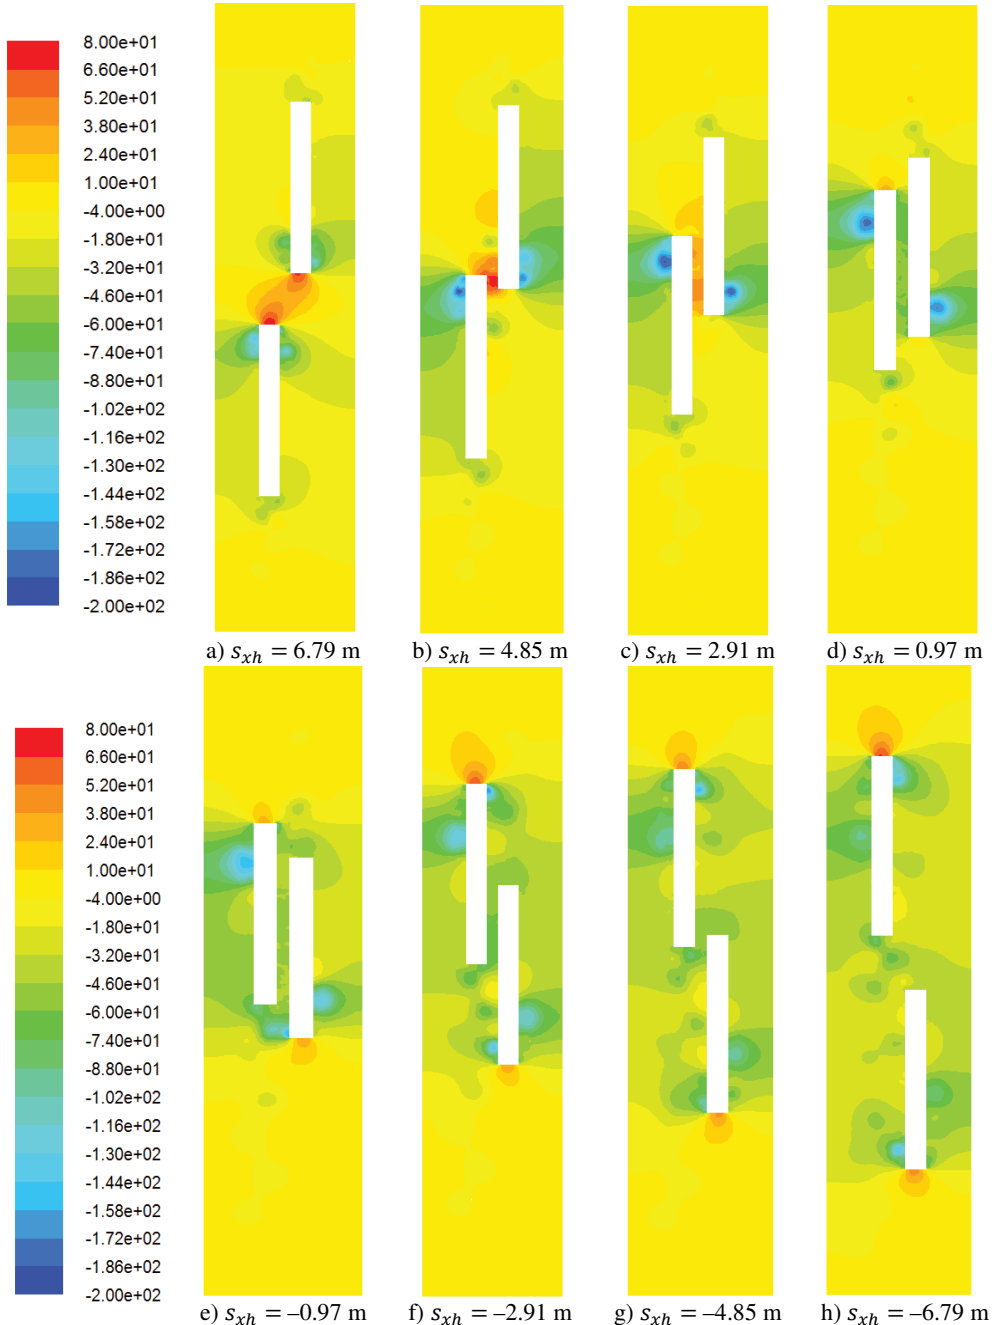 8.00e+01
6.60e+01
5.20e+01
3.80e+01
2.40e+01
1.00e+01
-4.00e+00
-1.80e+01
-3.20e+01
-4.60e+01
-6.00e+01
-7.40e+01
-8.80e+01
-1.02e+02
-1.16e+02
-1.30e+02
-1.44e+02
-1.58e+02
-1.72e+02
-1.86e+02
-2.00e+02
a) s_xh = 6.79 m b) s_xh = 4.85 m c) s_xh = 2.91 m d) s_xh = 0.97 m
8.00e+01
6.60e+01
5.20e+01
3.80e+01
2.40e+01
1.00e+01
-4.00e+00
-1.80e+01
-3.20e+01
-4.60e+01
-6.00e+01
-7.40e+01
-8.80e+01
-1.02e+02
-1.16e+02
-1.30e+02
-1.44e+02
-1.58e+02
-1.72e+02
-1.86e+02
-2.00e+02
e) s_xh = –0.97 m f) s_xh = –2.91 m g) s_xh = –4.85 m h) s_xh = –6.79 m